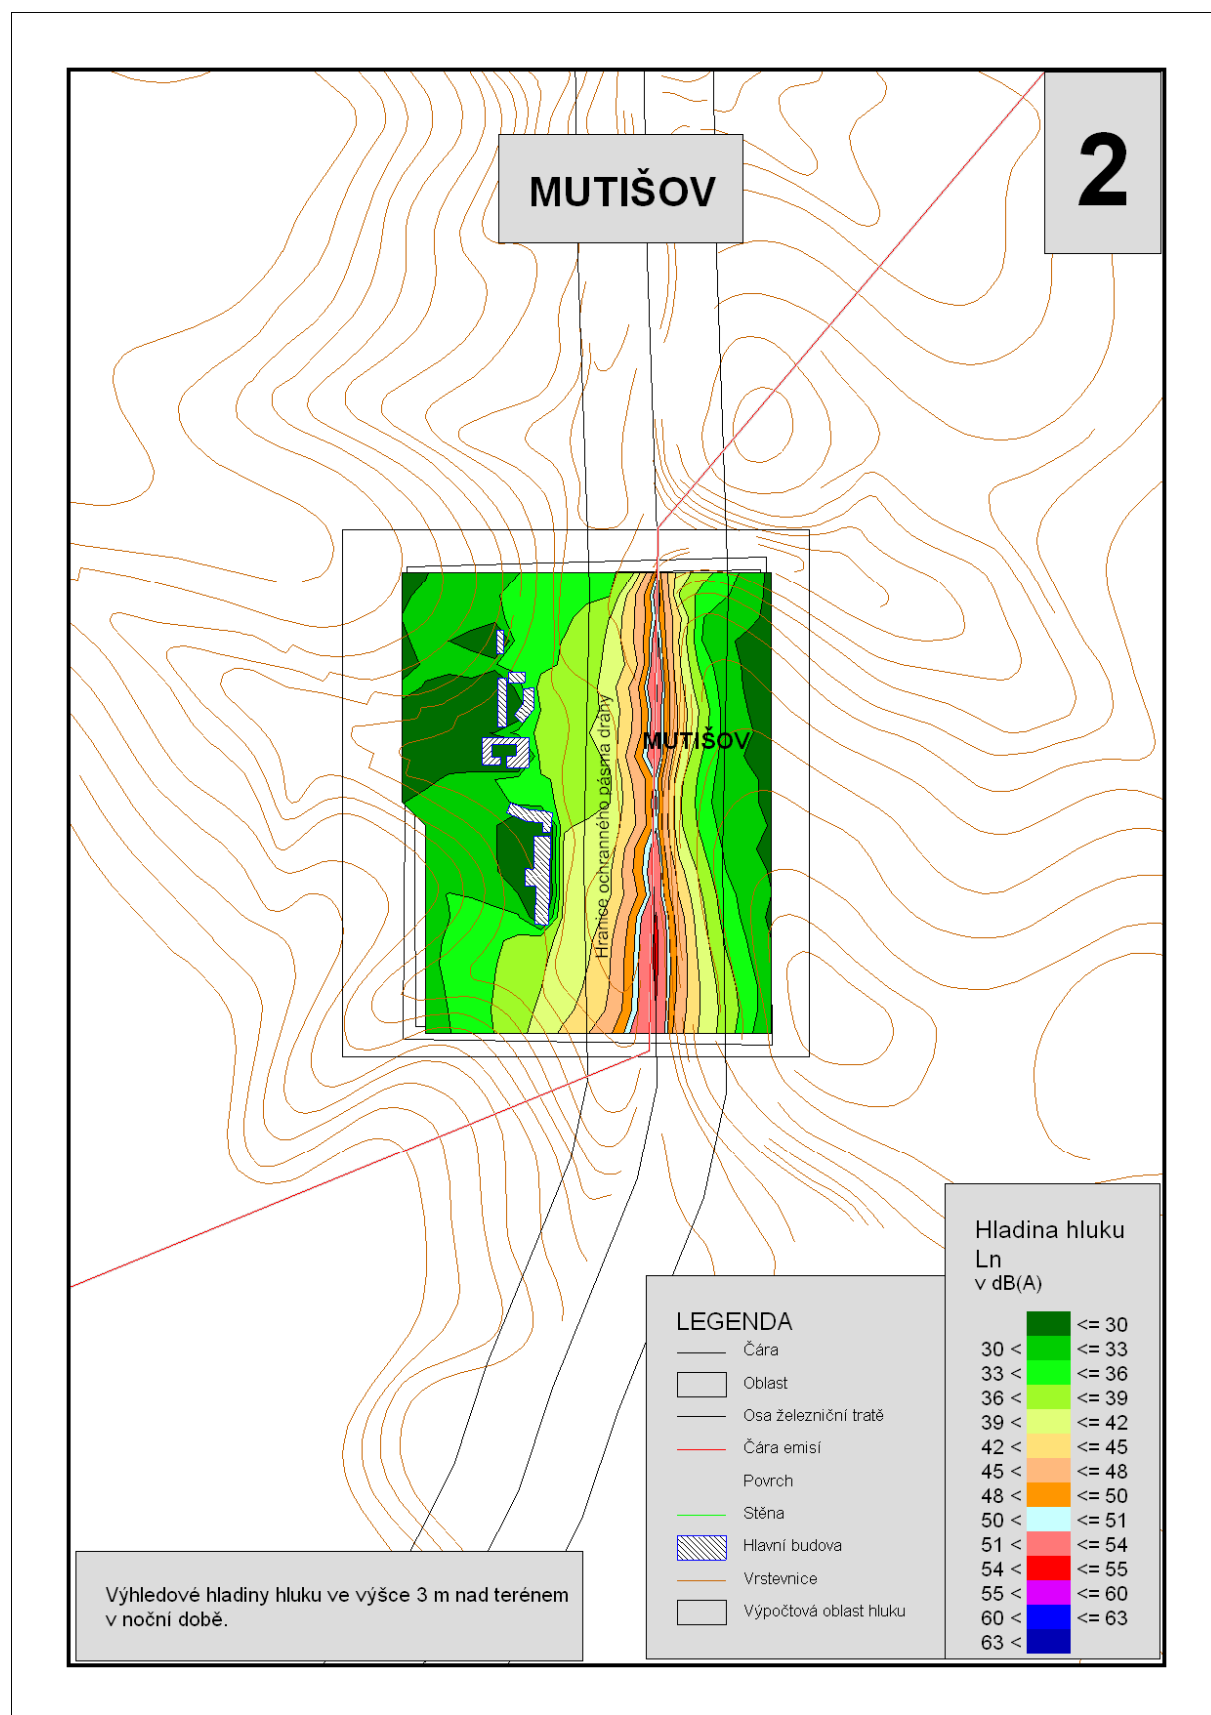 2
MUTIŠOV
Hranice ochranného pásma dráhy
MUTIŠOV
Hladina hluku
Ln
v dB(A)
<= 30
30 < <= 33
33 < <= 36
36 < <= 39
39 < <= 42
42 < <= 45
45 < <= 48
48 < <= 50
50 < <= 51
51 < <= 54
54 < <= 55
55 < <= 60
60 < <= 63
63 <
LEGENDA
Čára
Oblast
Osa železniční tratě
Čára emisí
Povrch
Stěna
Hlavní budova
Vrstevnice
Výpočtová oblast hluku
Výhledové hladiny hluku ve výšce 3 m nad terénem
v noční době.